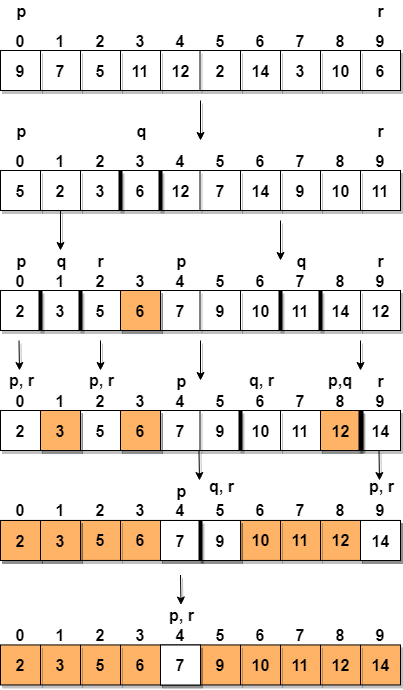 p r
0 1 2 3 4 5 6 7 8 9
9 7 5 11 12 2 14 3 10 6
p q r
0 1 2 3 4 5 6 7 8 9
5 2 3 6 12 7 14 9 10 11
p q r p q r
0 1 2 3 4 5 6 7 8 9
2 3 5 6 7 9 10 11 14 12
p, r p, r p q, r p,q r
0 1 2 3 4 5 6 7 8 9
2 3 5 6 7 9 10 11 12 14
p q, r p, r
0 1 2 3 4 5 6 7 8 9
2 3 5 6 7 9 10 11 12 14
p, r
0 1 2 3 4 5 6 7 8 9
2 3 5 6 7 9 10 11 12 14